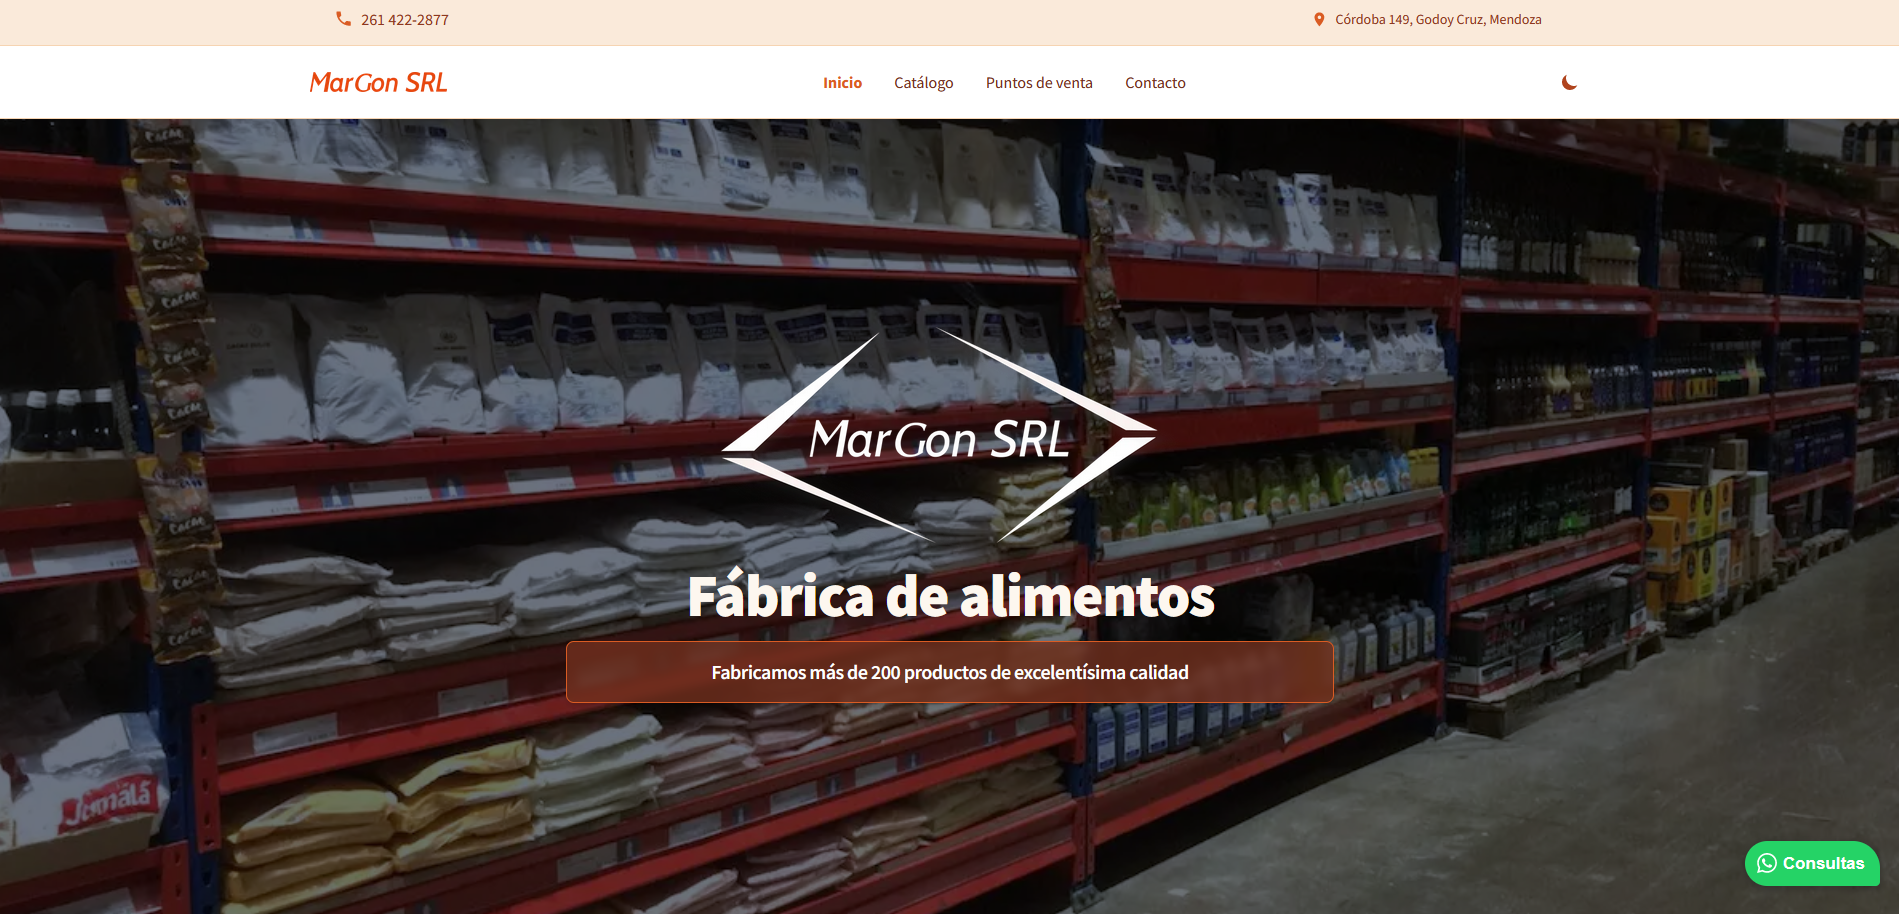 261 422-2877
Córdoba 149, Godoy Cruz, Mendoza
MarGon SRL
Inicio
Catálogo
Puntos de venta
Contacto
MarGon SRL
Fábrica de alimentos
Fabricamos más de 200 productos de excelentísima calidad
Consultas